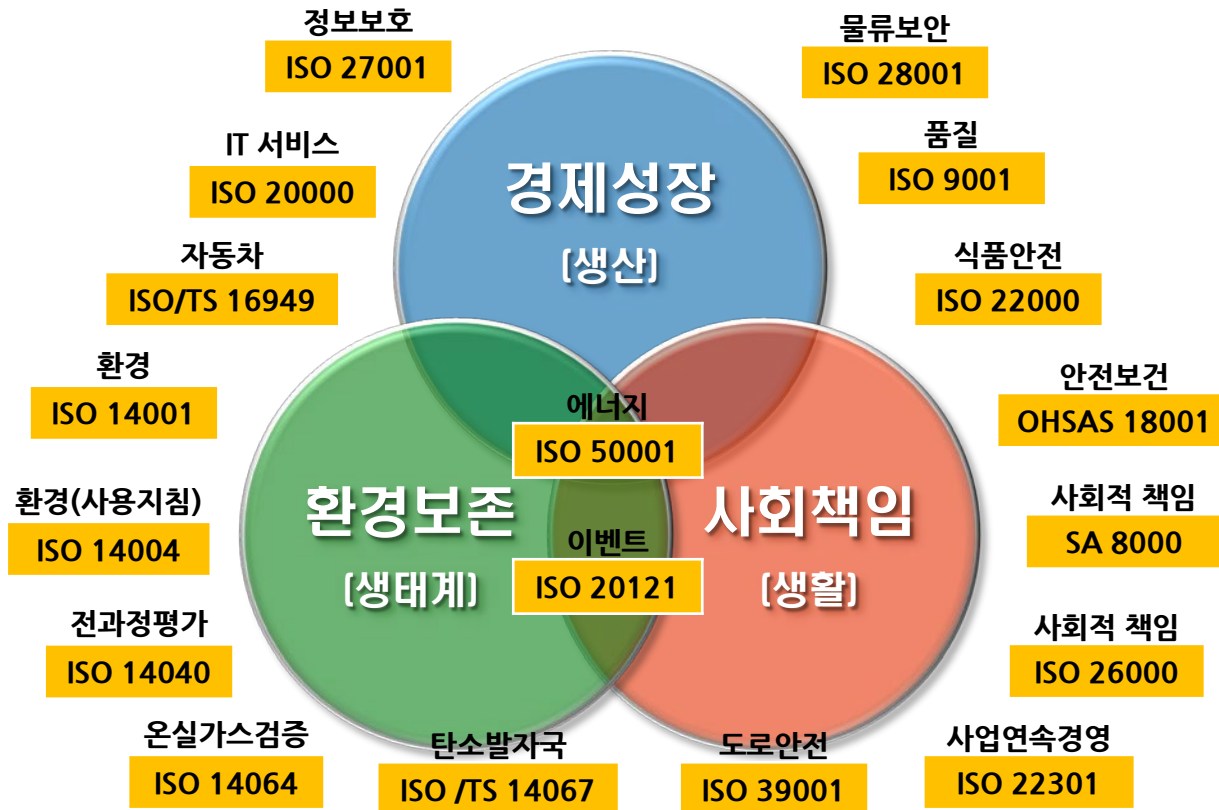 정보보호
ISO 27001
물류보안
ISO 28001
IT 서비스
ISO 20000
품질
ISO 9001
경제성장
(생산)
자동차
ISO/TS 16949
식품안전
ISO 22000
환경
ISO 14001
에너지
ISO 50001
안전보건
OHSAS 18001
환경(사용지침)
ISO 14004
환경보존
(생태계)
이벤트
ISO 20121
사회책임
(생활)
사회적 책임
SA 8000
전과정평가
ISO 14040
사회적 책임
ISO 26000
온실가스검증
ISO 14064
탄소발자국
ISO /TS 14067
도로안전
ISO 39001
사업연속경영
ISO 22301